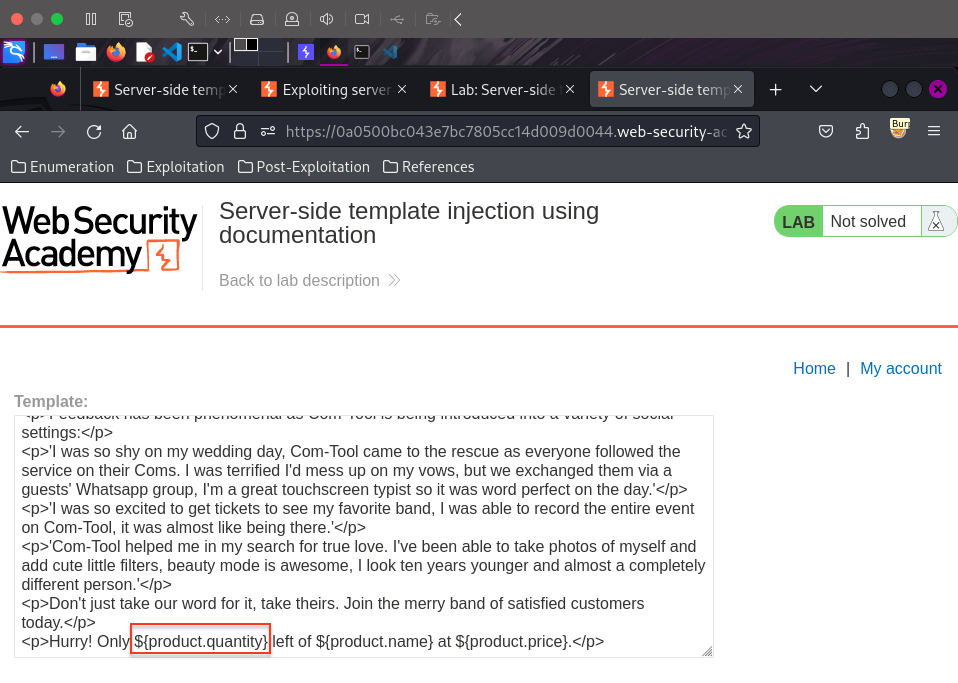 Server-side temp
Exploiting server
Lab: Server-side t
Server-side temp
https://0a0500bc043e7bc7805cc14d009d0044.web-security-ac
Burp
Enumeration
Exploitation
Post-Exploitation
References
WebSecurity
Academy
Server-side template injection using
documentation
LAB Not solved
Back to lab description
Home | My account
Template:
<p>'Feedback has been phenomenal as Com-Tool is being introduced into a variety of social
settings:</p>
<p>'I was so shy on my wedding day, Com-Tool came to the rescue as everyone followed the
service on their Coms. I was terrified I'd mess up on my vows, but we exchanged them via a
guests' Whatsapp group, I'm a great touchscreen typist so it was word perfect on the day.'</p>
<p>'I was so excited to get tickets to see my favorite band, I was able to record the entire event
on Com-Tool, it was almost like being there.'</p>
<p>'Com-Tool helped me in my search for true love. I've been able to take photos of myself and
add cute little filters, beauty mode is awesome, I look ten years younger and almost a completely
different person.'</p>
<p>Don't just take our word for it, take theirs. Join the merry band of satisfied customers
today.</p>
<p>Hurry! Only ${product.quantity} left of ${product.name} at ${product.price}.</p>